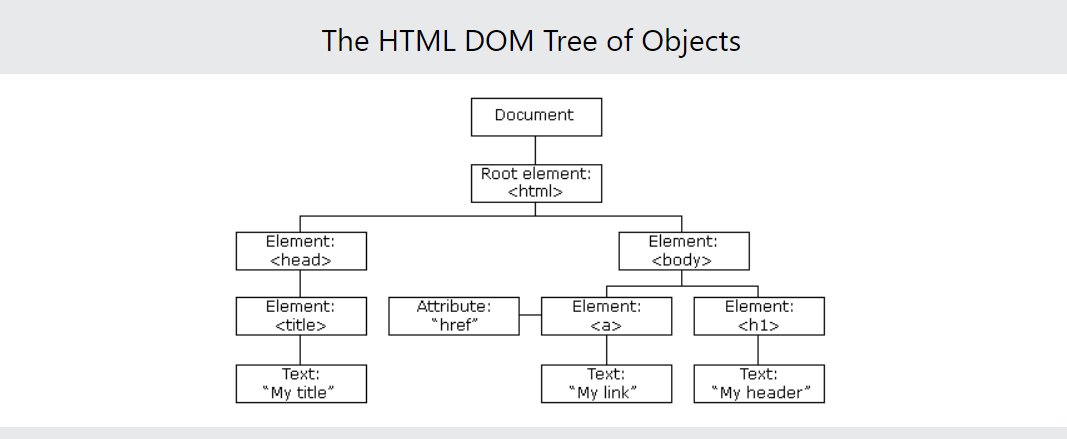 The HTML DOM Tree of Objects
Document
Root element:
<html>
Element:
<head>
Element:
<body>
Element:
<title>
Attribute:
“href”
Element:
<a>
Element:
<h1>
Text:
“My title”
Text:
“My link”
Text:
“My header”